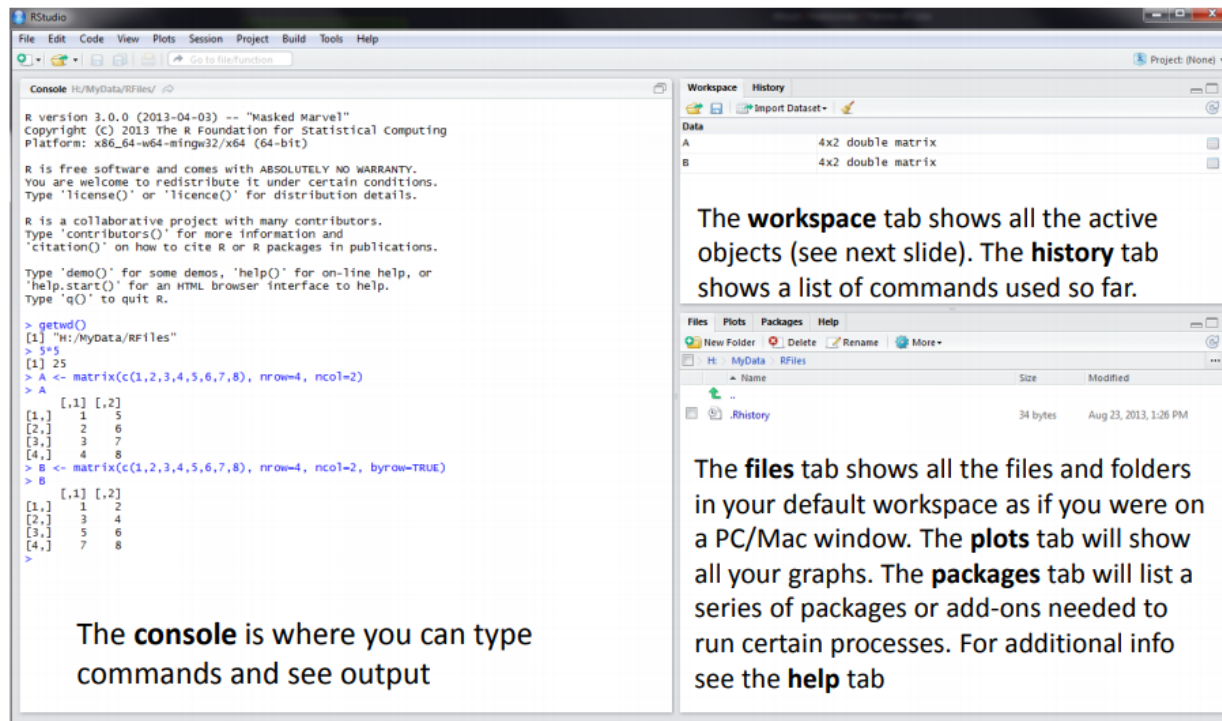 RStudio
File Edit Code View Plots Session Project Build Tools Help
Go to file/function
Project: (None)
Console H:/MyData/RFiles/
R version 3.0.0 (2013-04-03) -- "Masked Marvel"
Copyright (C) 2013 The R Foundation for Statistical Computing
Platform: x86_64-w64-mingw32/x64 (64-bit)
R is free software and comes with ABSOLUTELY NO WARRANTY.
You are welcome to redistribute it under certain conditions.
Type 'license()' or 'licence()' for distribution details.
R is a collaborative project with many contributors.
Type 'contributors()' for more information and
'citation()' on how to cite R or R packages in publications.
Type 'demo()' for some demos, 'help()' for on-line help, or
'help.start()' for an HTML browser interface to help.
Type 'q()' to quit R.
> getwd()
[1] "H:/MyData/RFiles"
> 5*5
[1] 25
> A <- matrix(c(1,2,3,4,5,6,7,8), nrow=4, ncol=2)
> A
[,1] [,2]
[1,] 1 5
[2,] 2 6
[3,] 3 7
[4,] 4 8
> B <- matrix(c(1,2,3,4,5,6,7,8), nrow=4, ncol=2, byrow=TRUE)
> B
[,1] [,2]
[1,] 1 2
[2,] 3 4
[3,] 5 6
[4,] 7 8
>
The console is where you can type
commands and see output
Workspace History
Import Dataset
Data
A 4x2 double matrix
B 4x2 double matrix
The workspace tab shows all the active
objects (see next slide). The history tab
shows a list of commands used so far.
Files Plots Packages Help
New Folder Delete Rename More
H: MyData RFiles
Name Size Modified
..
.Rhistory 34 bytes Aug 23, 2013, 1:26 PM
The files tab shows all the files and folders
in your default workspace as if you were on
a PC/Mac window. The plots tab will show
all your graphs. The packages tab will list a
series of packages or add-ons needed to
run certain processes. For additional info
see the help tab